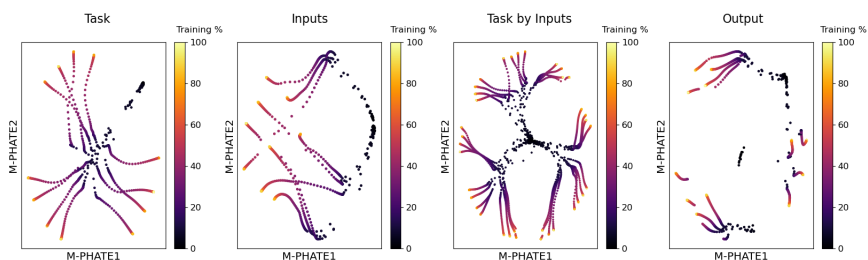 Task
Training %
100
80
60
40
20
0
M-PHATE2
M-PHATE1
Inputs
Training %
100
80
60
40
20
0
M-PHATE2
M-PHATE1
Task by Inputs
Training %
100
80
60
40
20
0
M-PHATE2
M-PHATE1
Output
Training %
100
80
60
40
20
0
M-PHATE2
M-PHATE1